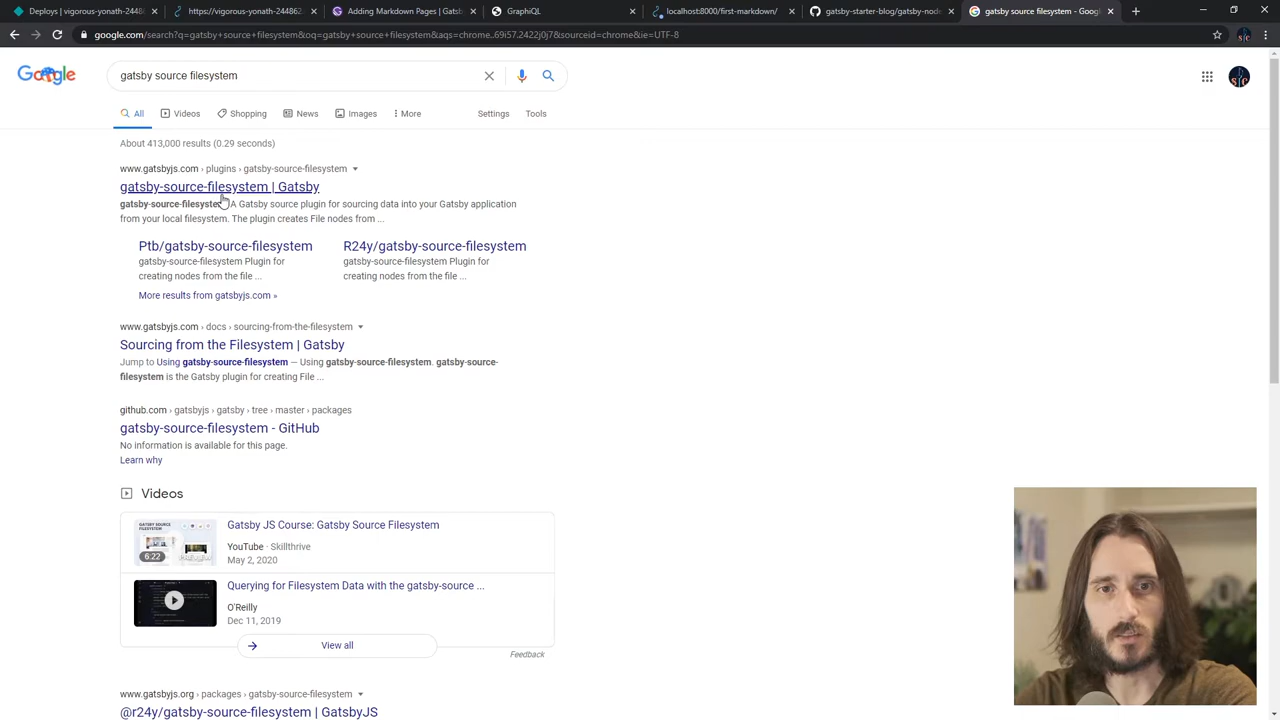 Deploys | vigorous-yonath-24486
https://vorous-yonath-24486
Adding Markdown Pages | Gatsb
GraphiQL
localhost8000/first-markdown/
gatsby-starter-blog/gatsby-nod
gatsby source filesystem - Goog
google.com/search?q=gatsby+source+filesystem&oq=gatsby+source+filesystem&aqs=chrome..69i57.2422j0j7&sourceid=chrome&ie=UTF-8
Google
gatsby source filesystem
All
Videos
Shopping
News
Images
More
Settings
Tools
About 413,000 results (0.29 seconds)
www.gatsbyjs.com › plugins › gatsby-source-filesystem
gatsby-source-filesystem | Gatsby
gatsby-source-filesystem A Gatsby source plugin for sourcing data into your Gatsby application
from your local filesystem. The plugin creates File nodes from ...
Ptb/gatsby-source-filesystem
gatsby-source-filesystem Plugin for
creating nodes from the file ...
R24y/gatsby-source-filesystem
gatsby-source-filesystem Plugin for
creating nodes from the file ...
More results from gatsbyjs.com »
www.gatsbyjs.com › docs › sourcing-from-the-filesystem
Sourcing from the Filesystem | Gatsby
Jump to Using gatsby-source-filesystem — Using gatsby-source-filesystem. gatsby-source-
filesystem is the Gatsby plugin for creating File ...
github.com › gatsbyjs › gatsby › tree › master › packages
gatsby-source-filesystem - GitHub
No information is available for this page.
Learn why
Videos
6:22
Gatsby JS Course: Gatsby Source Filesystem
YouTube · Skillthrive
May 2, 2020
Querying for Filesystem Data with the gatsby-source ...
O'Reilly
Dec 11, 2019
View all
Feedback
www.gatsbyjs.org › packages › gatsby-source-filesystem
@r24y/gatsby-source-filesystem | GatsbyJS